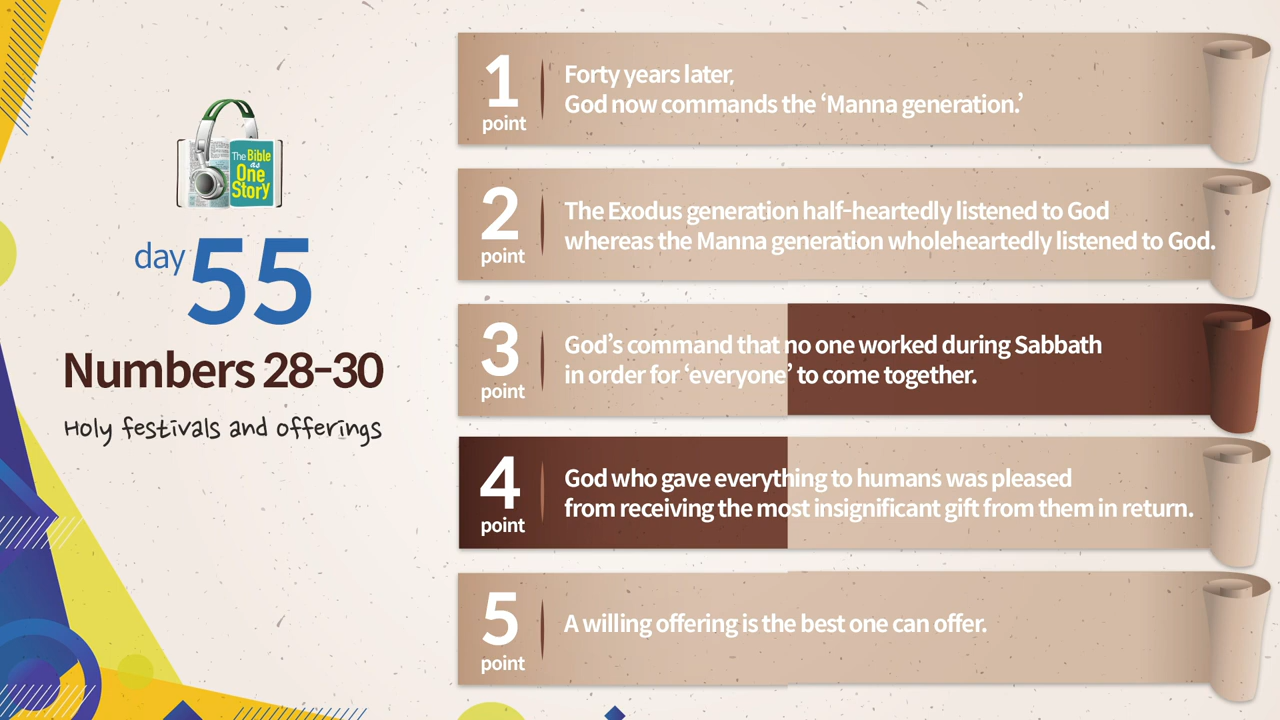 The Bible
as
One
Story
day 55
Numbers 28-30
Holy festivals and offerings
1
point
Forty years later,
God now commands the ‘Manna generation.’
2
point
The Exodus generation half-heartedly listened to God
whereas the Manna generation wholeheartedly listened to God.
3
point
God’s command that no one worked during Sabbath
in order for ‘everyone’ to come together.
4
point
God who gave everything to humans was pleased
from receiving the most insignificant gift from them in return.
5
point
A willing offering is the best one can offer.